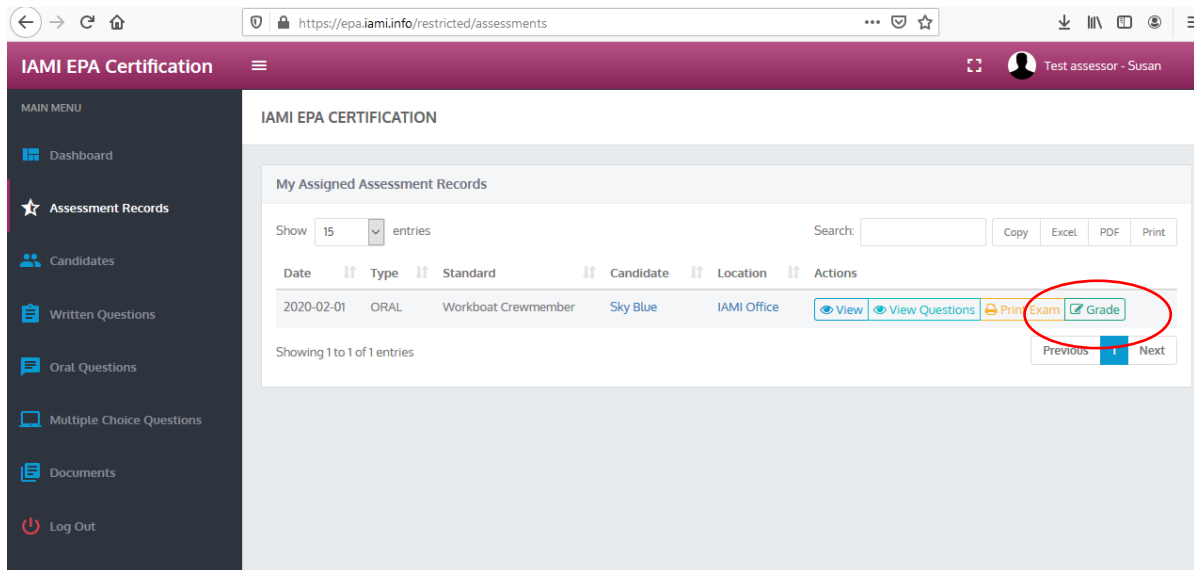 https://epa.iami.info/restricted/assessments
IAMI EPA Certification
Test assessor - Susan
MAIN MENU
Dashboard
Assessment Records
Candidates
Written Questions
Oral Questions
Multiple Choice Questions
Documents
Log Out
IAMI EPA CERTIFICATION
My Assigned Assessment Records
Show 15 entries Search: Copy Excel PDF Print
Date Type Standard Candidate Location Actions
2020-02-01 ORAL Workboat Crewmember Sky Blue IAMI Office View View Questions Print Exam Grade
Showing 1 to 1 of 1 entries Previous 1 Next